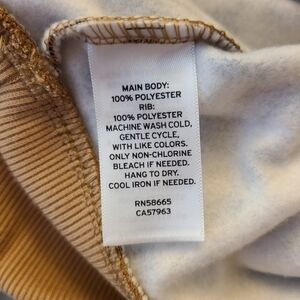 MAIN BODY:
100% POLYESTER
RIB:
100% POLYESTER
MACHINE WASH COLD,
GENTLE CYCLE,
WITH LIKE COLORS.
ONLY NON-CHLORINE
BLEACH IF NEEDED.
HANG TO DRY.
COOL IRON IF NEEDED.
RN58665
CA57963